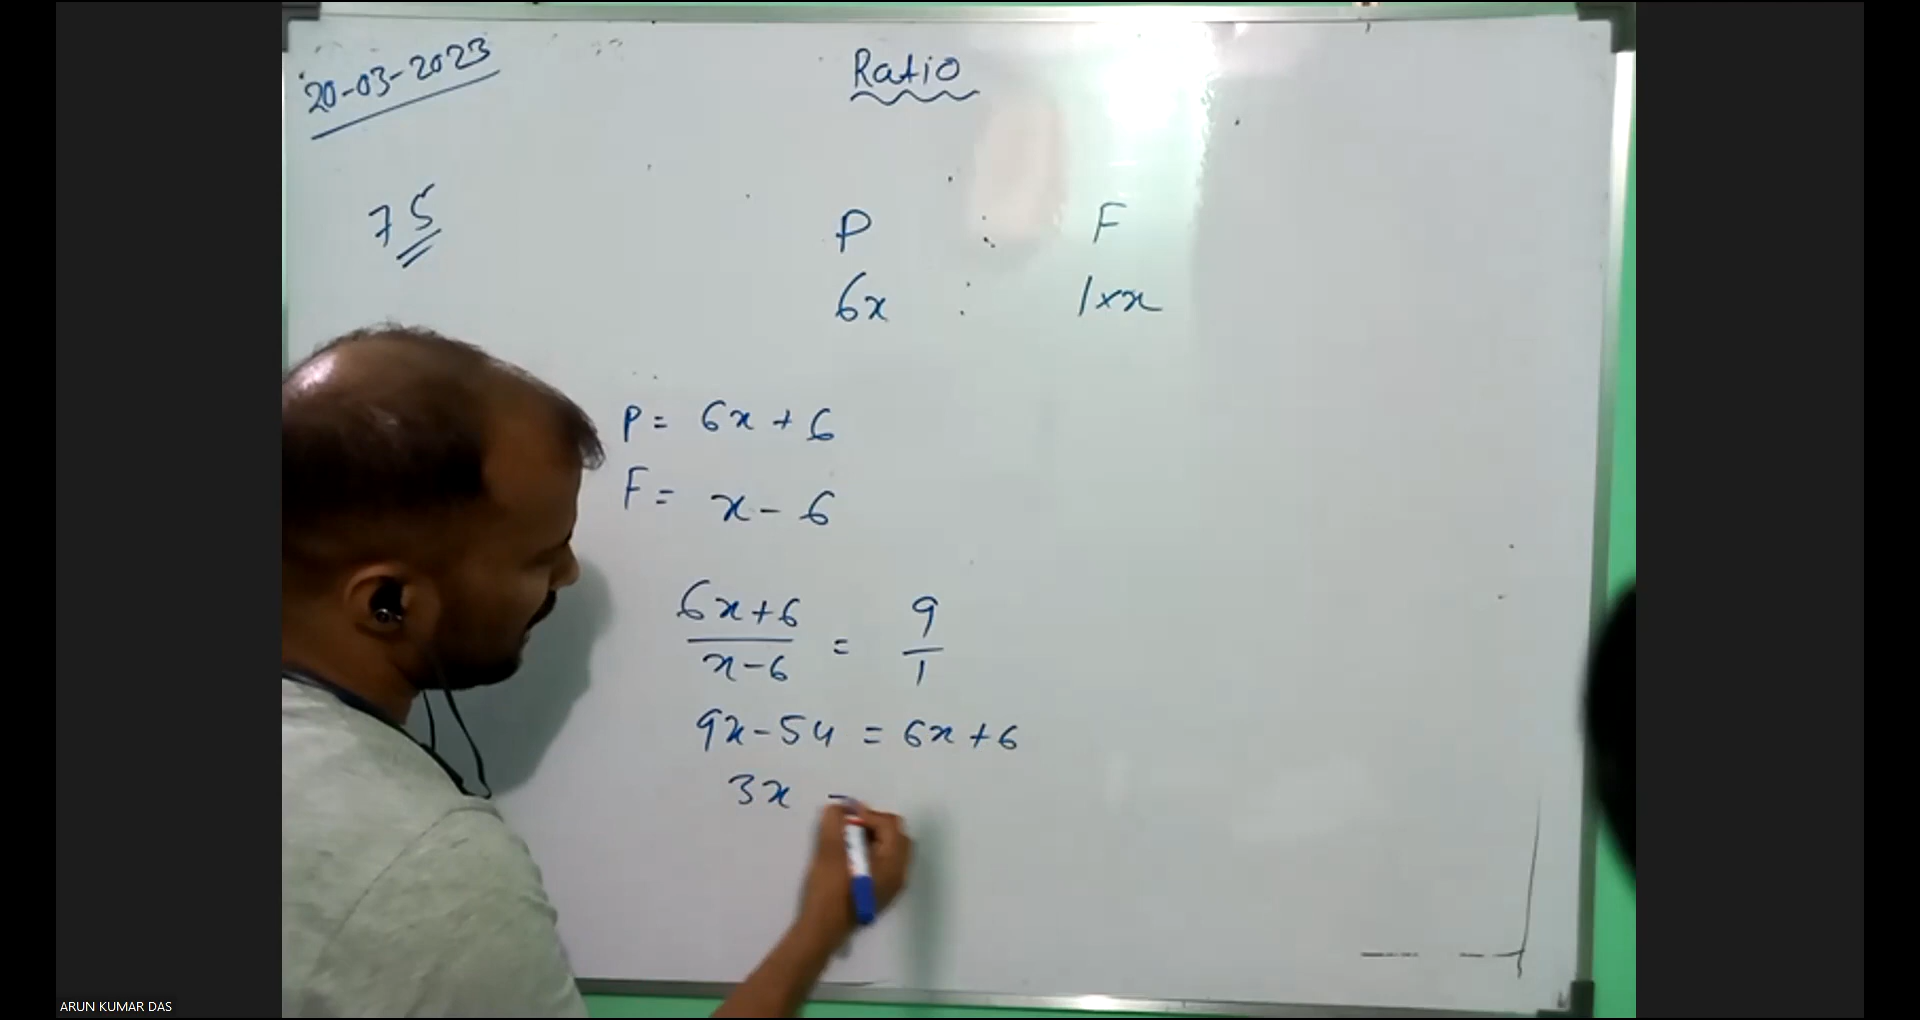 20-03-2023
Ratio
75
P : F
6x : 1×x
P = 6x + 6
F = x - 6
6x+6
x-6
=
9
1
9x-54 = 6x+6
3x =
ARUN KUMAR DAS